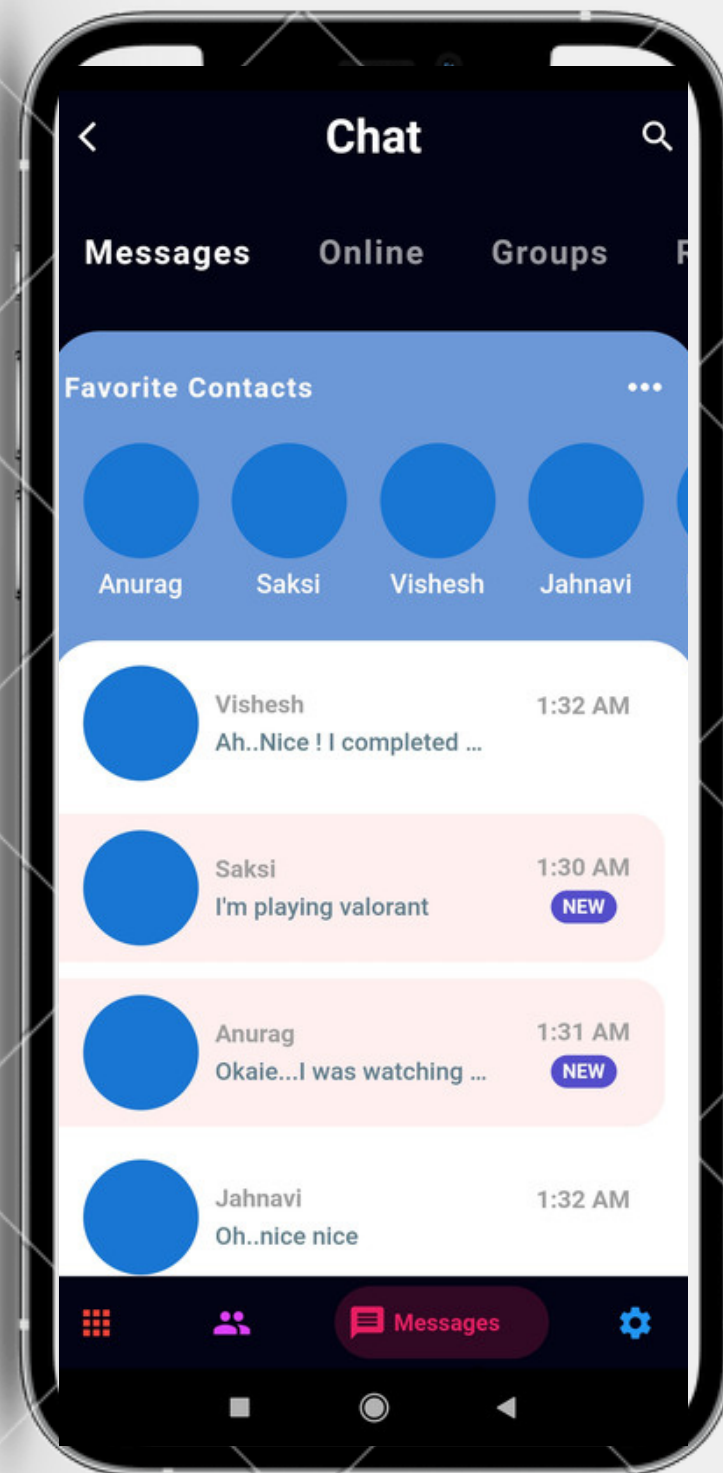 Chat
Messages Online Groups
Favorite Contacts
Anurag Saksi Vishesh Jahnavi
Vishesh 1:32 AM
Ah..Nice ! I completed ...
Saksi 1:30 AM
I'm playing valorant NEW
Anurag 1:31 AM
Okaie...I was watching ... NEW
Jahnavi 1:32 AM
Oh..nice nice
Messages